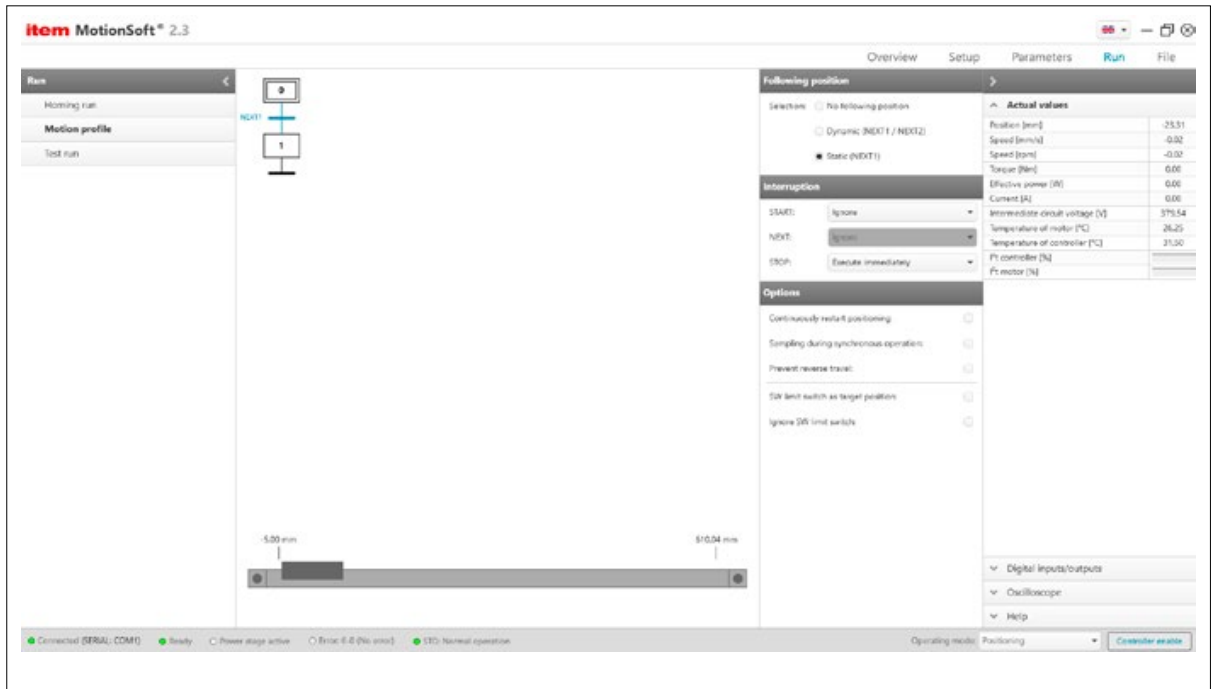 item MotionSoft® 2.3
Overview Setup Parameters Run File
Run
Homing run
Motion profile
Test run
0
NEXT1
1
-5.00 mm
510.04 mm
Following position
Selection: No following position
Dynamic (NEXT1 / NEXT2)
Static (NEXT1)
Interruption
START: Ignore
NEXT: Ignore
STOP: Execute immediately
Options
Continuously restart positioning:
Sampling during synchronous operation:
Prevent reverse travel:
SW limit switch as target position:
Ignore SW limit switch:
Actual values
Position [mm] -23.31
Speed [mm/s] -0.02
Speed [rpm] -0.02
Torque [Nm] 0.00
Effective power [W] 0.00
Current [A] 0.00
Intermediate circuit voltage [V] 379.54
Temperature of motor [°C] 26.25
Temperature of controller [°C] 31.50
I²t controller [%]
I²t motor [%]
Digital inputs/outputs
Oscilloscope
Help
Connected (SERIAL: COM1) Ready Power stage active Error: 0-0 (No error) STO: Normal operation
Operating mode: Positioning Controller enable